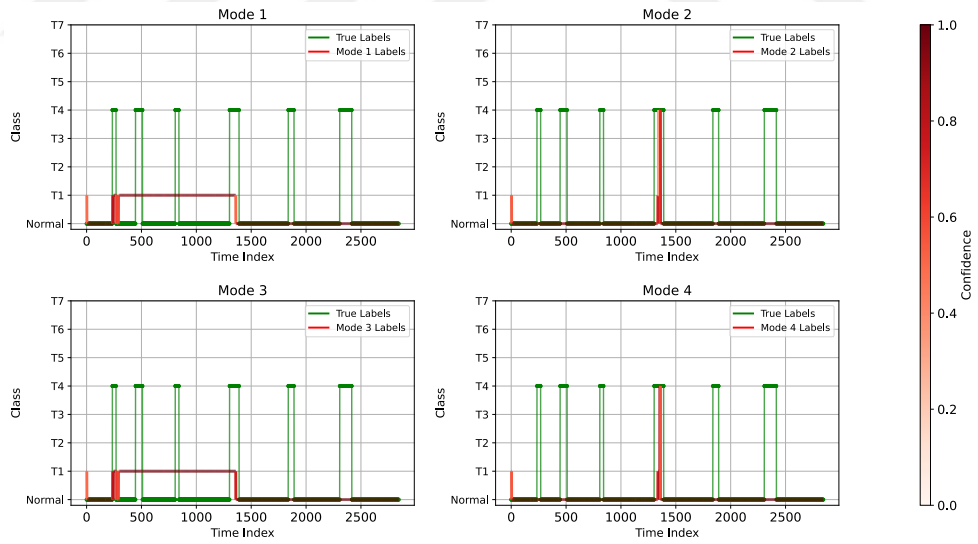 Mode 1
T7
T6
T5
T4
T3
T2
T1
Normal
Class
True Labels
Mode 1 Labels
0
500
1000
1500
2000
2500
Time Index
Mode 2
T7
T6
T5
T4
T3
T2
T1
Normal
Class
True Labels
Mode 2 Labels
0
500
1000
1500
2000
2500
Time Index
Mode 3
T7
T6
T5
T4
T3
T2
T1
Normal
Class
True Labels
Mode 3 Labels
0
500
1000
1500
2000
2500
Time Index
Mode 4
T7
T6
T5
T4
T3
T2
T1
Normal
Class
True Labels
Mode 4 Labels
0
500
1000
1500
2000
2500
Time Index
1.0
0.8
0.6
0.4
0.2
0.0
Confidence